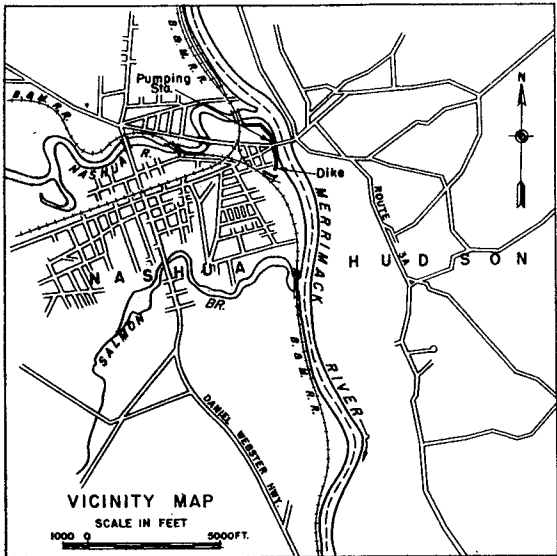 B. & M. R. R.
Pumping
Sta.
B. & M. R. R.
N
NASHUA R.
Dike
MERRIMACK
RIVER
ROUTE 3A
HUDSON
NASHUA
SALMON BR.
B. & M. R. R.
DANIEL WEBSTER HWY.
VICINITY MAP
SCALE IN FEET
1000 0 5000FT.